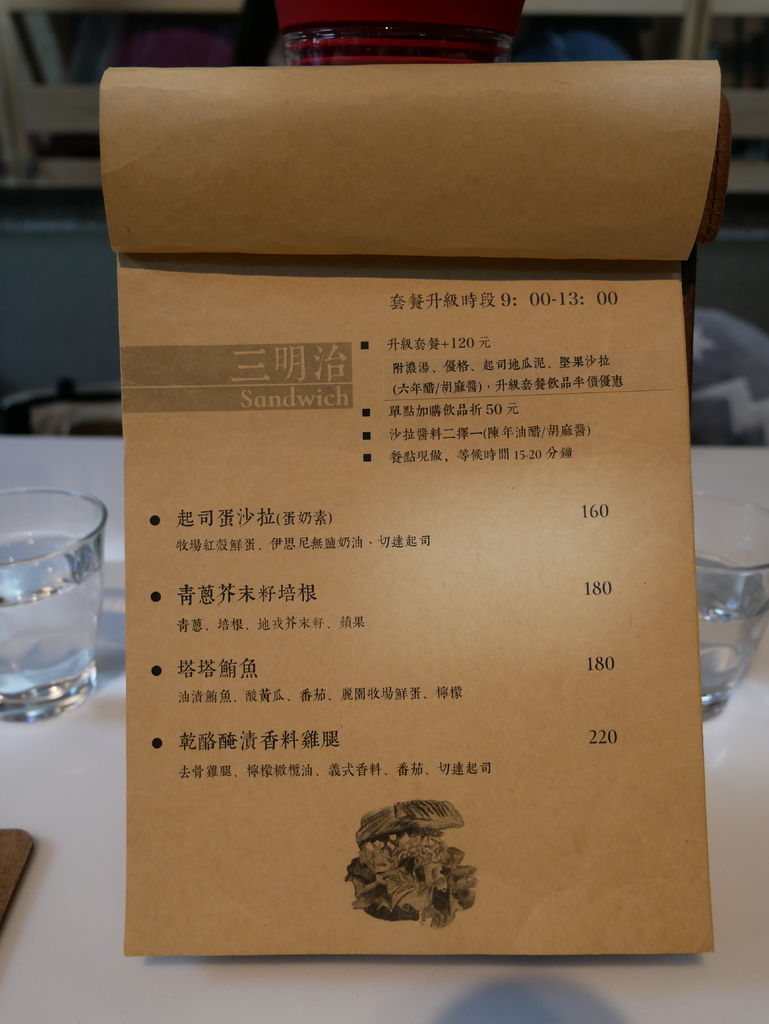 套餐升級時段 9：00-13：00
三明治
Sandwich
■ 升級套餐+120 元
附濃湯、優格、起司地瓜泥、堅果沙拉
(六年醋/胡麻醬)，升級套餐飲品半價優惠
■ 單點加購飲品折 50 元
■ 沙拉醬料二擇一(陳年油醋/胡麻醬)
■ 餐點現做，等候時間 15-20 分鐘
● 起司蛋沙拉(蛋奶素) 160
牧場紅殼鮮蛋、伊思尼無鹽奶油、切達起司
● 青蔥芥末籽培根 180
青蔥、培根、地戎芥末籽、蘋果
● 塔塔鮪魚 180
油漬鮪魚、酸黃瓜、番茄、麗園牧場鮮蛋、檸檬
● 乾酪醃漬香料雞腿 220
去骨雞腿、檸檬橄欖油、義式香料、番茄、切達起司